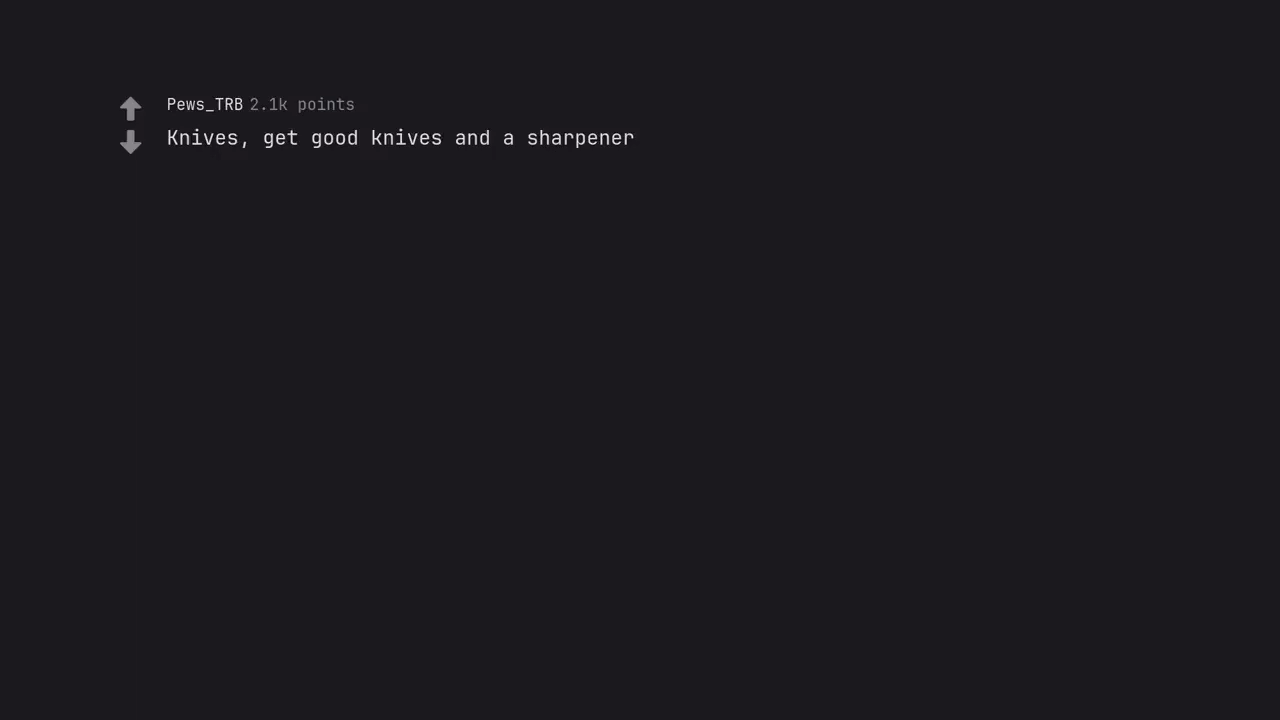 Pews_TRB 2.1k points
Knives, get good knives and a sharpener